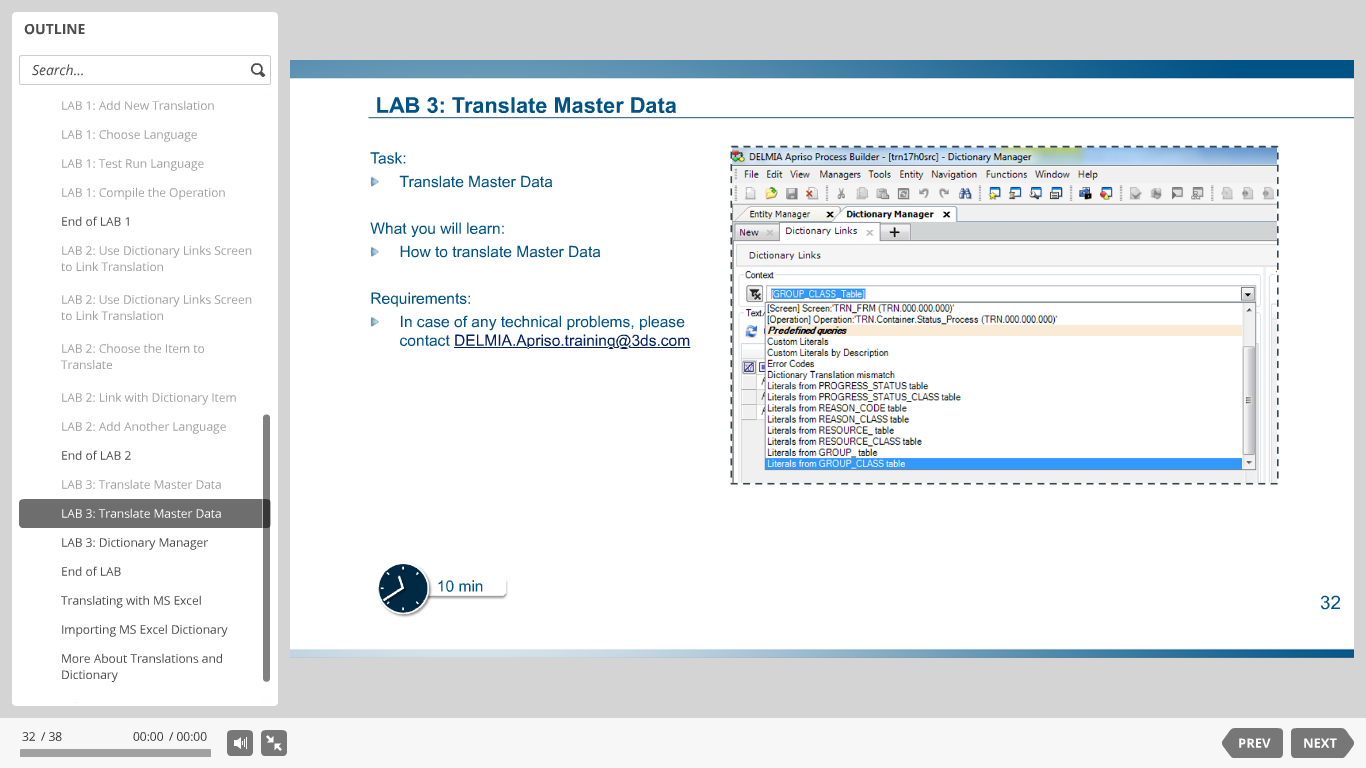 OUTLINE
Search...
LAB 1: Add New Translation
LAB 1: Choose Language
LAB 1: Test Run Language
LAB 1: Compile the Operation
End of LAB 1
LAB 2: Use Dictionary Links Screen
to Link Translation
LAB 2: Use Dictionary Links Screen
to Link Translation
LAB 2: Choose the Item to
Translate
LAB 2: Link with Dictionary Item
LAB 2: Add Another Language
End of LAB 2
LAB 3: Translate Master Data
LAB 3: Translate Master Data
LAB 3: Dictionary Manager
End of LAB
Translating with MS Excel
Importing MS Excel Dictionary
More About Translations and
Dictionary
LAB 3: Translate Master Data
Task:
Translate Master Data
What you will learn:
How to translate Master Data
Requirements:
In case of any technical problems, please
contact DELMIA.Apriso.training@3ds.com
DELMIA Apriso Process Builder - [trn17h0src] - Dictionary Manager
File Edit View Managers Tools Entity Navigation Functions Window Help
Entity Manager Dictionary Manager
New Dictionary Links
Dictionary Links
Context
[GROUP_CLASS_Table]
[Screen] Screen:'TRN_FRM (TRN.000.000.000)'
[Operation] Operation:'TRN.Container.Status_Process (TRN.000.000.000)'
Predefined queries
Custom Literals
Custom Literals by Description
Error Codes
Dictionary Translation mismatch
Literals from PROGRESS_STATUS table
Literals from PROGRESS_STATUS_CLASS table
Literals from REASON_CODE table
Literals from REASON_CLASS table
Literals from RESOURCE_ table
Literals from RESOURCE_CLASS table
Literals from GROUP_ table
Literals from GROUP_CLASS table
10 min
32
32 / 38
00:00 / 00:00
PREV
NEXT